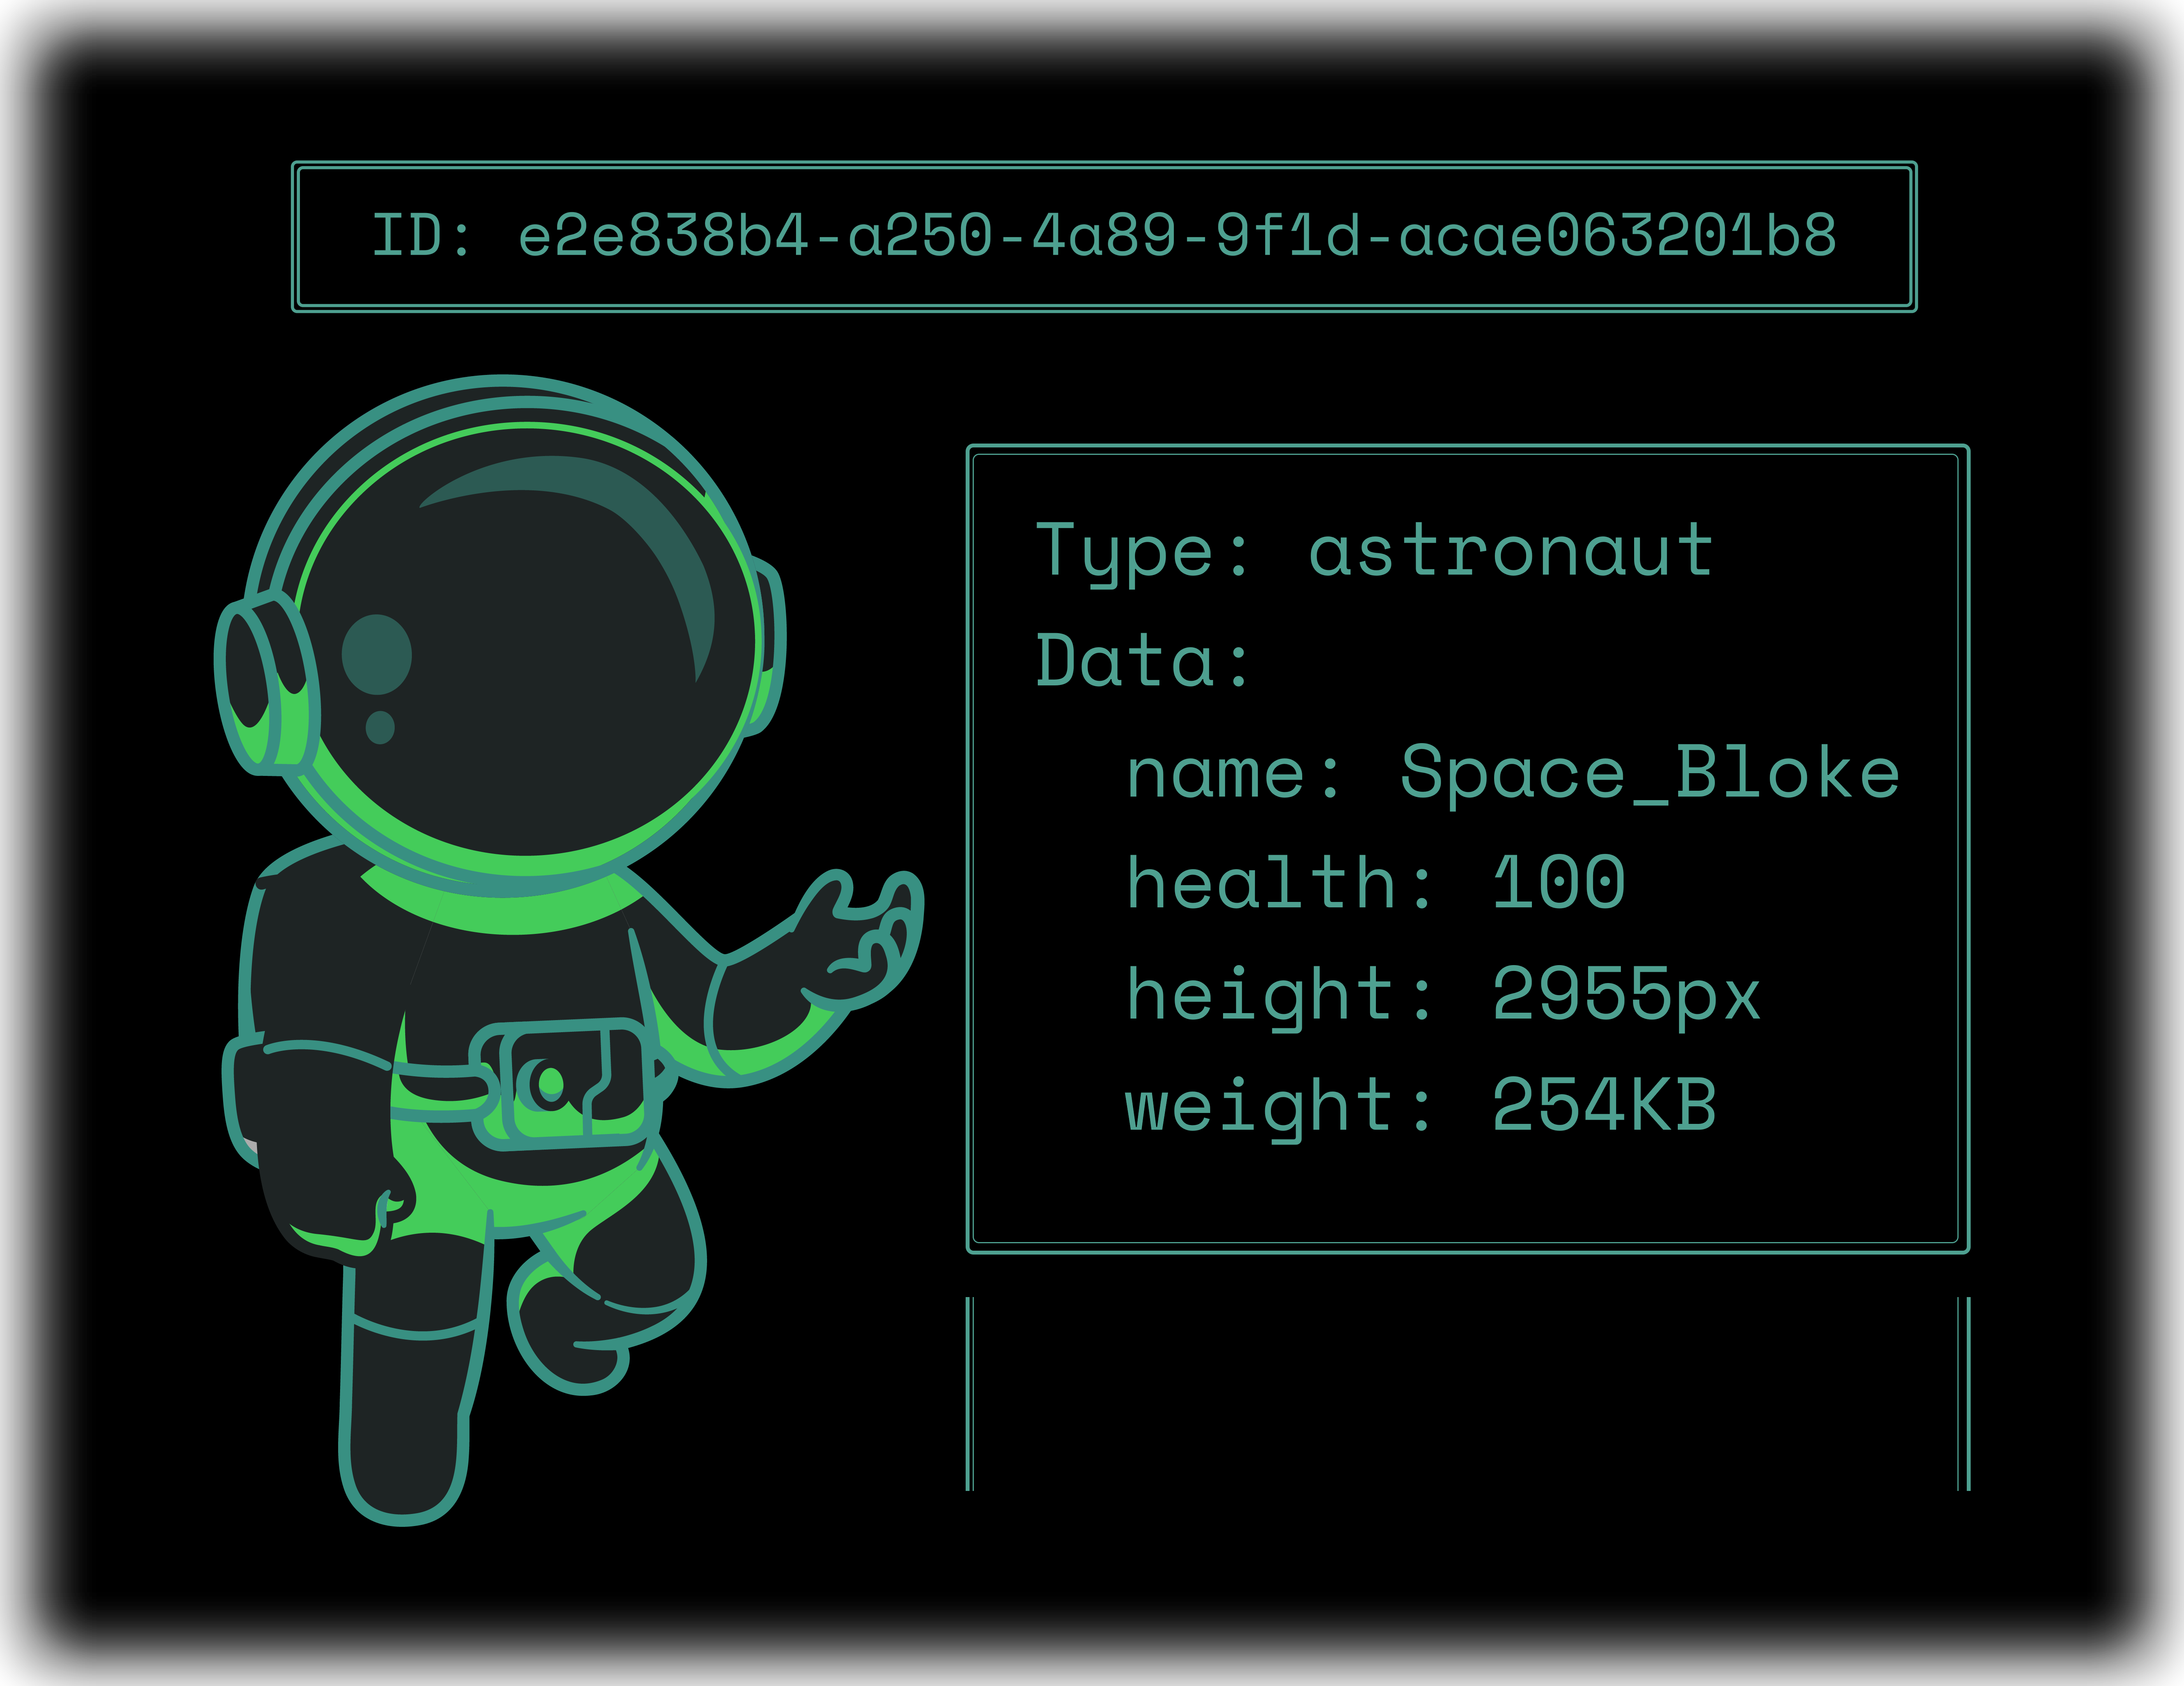 ID: e2e838b4-a250-4a89-9f1d-acae063201b8
Type: astronaut
Data:
name: Space_Bloke
health: 100
height: 2955px
weight: 254KB